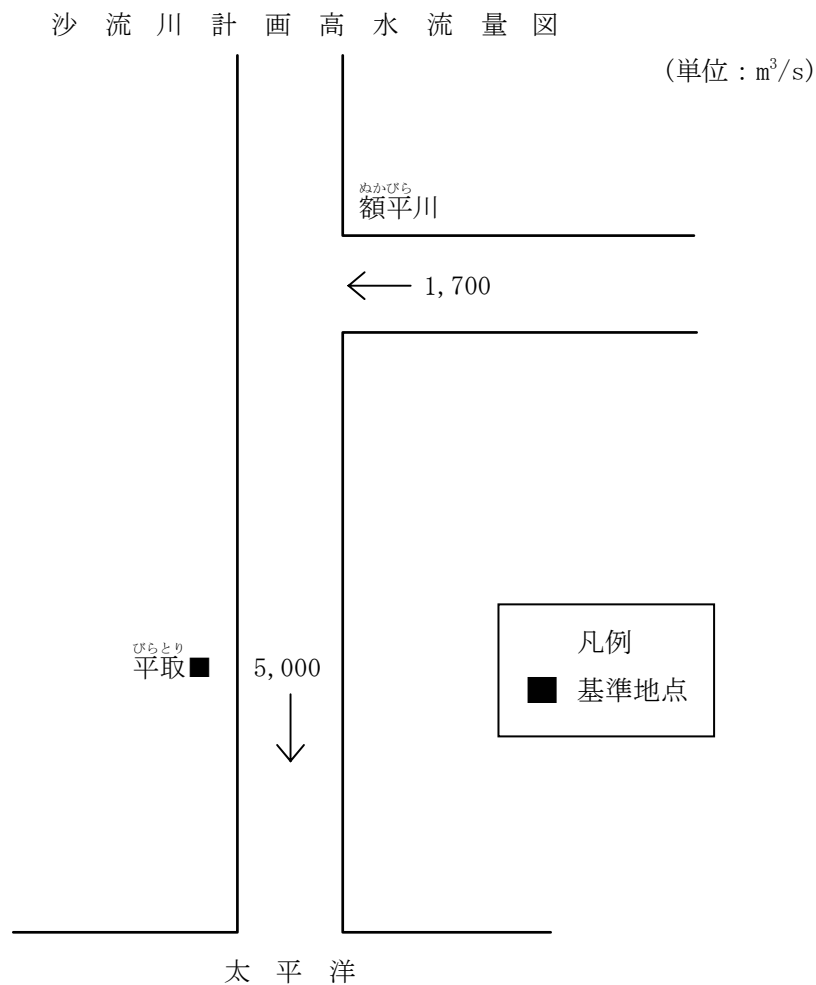 沙流川計画高水流量図
(単位：m³/s)
ぬかびら
額平川
1,700
びらとり
平取■
5,000
凡例
■ 基準地点
太平洋